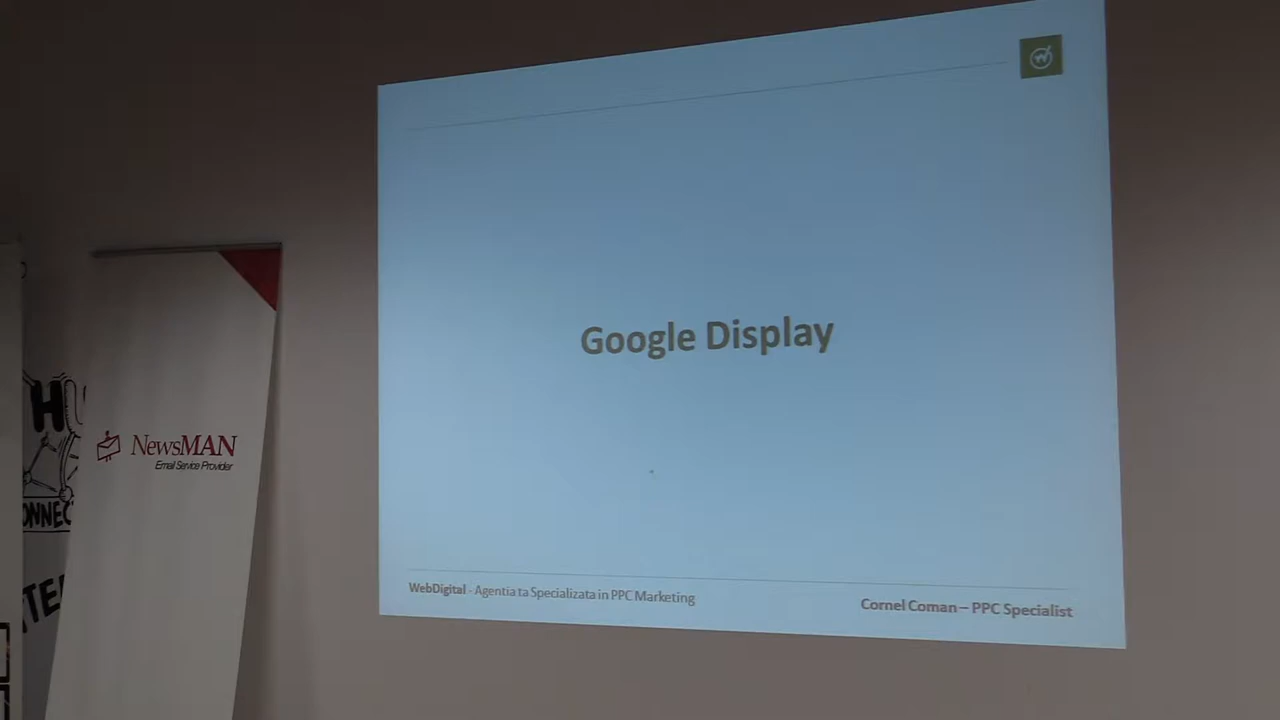 Google Display
WebDigital - Agentia ta Specializata in PPC Marketing
Cornel Coman – PPC Specialist
NewsMAN
Email Service Provider